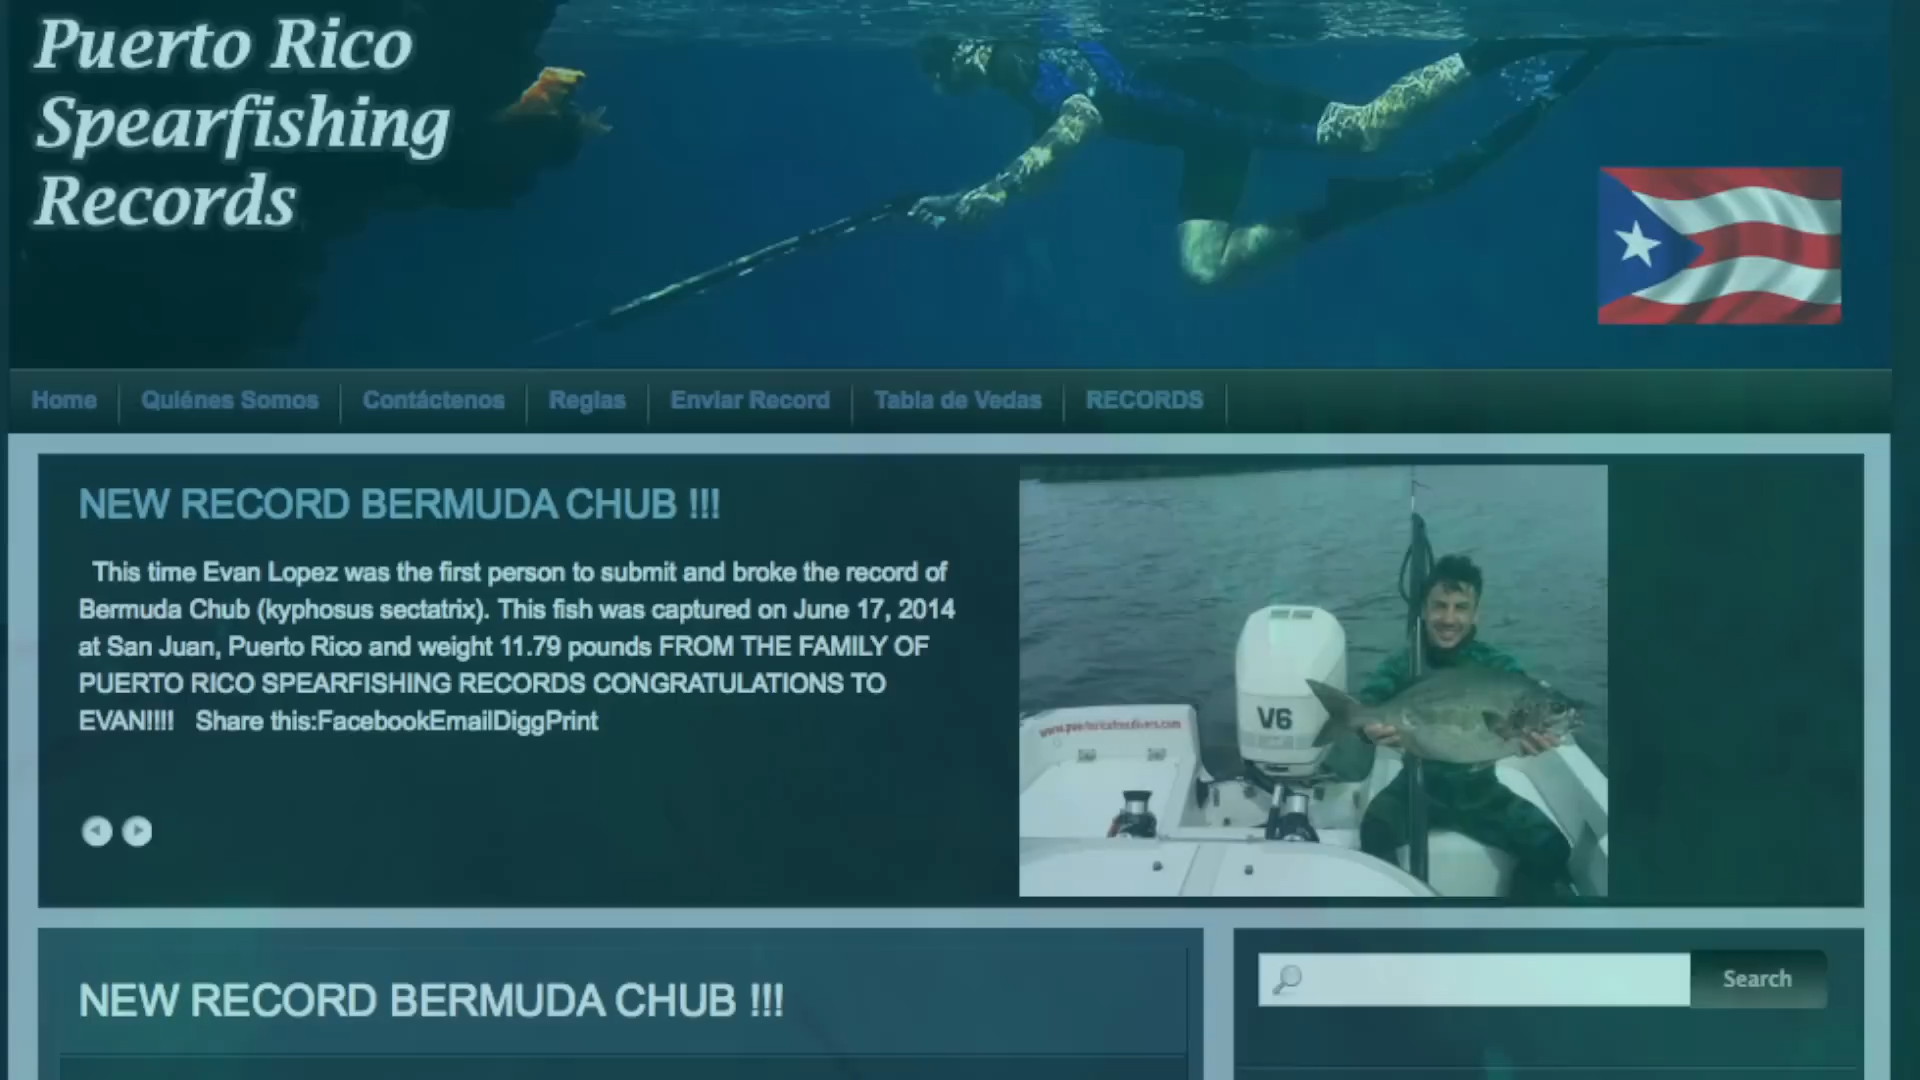 Puerto Rico
Spearfishing
Records
Home
Quiénes Somos
Contáctenos
Reglas
Enviar Record
Tabla de Vedas
RECORDS
NEW RECORD BERMUDA CHUB !!!
This time Evan Lopez was the first person to submit and broke the record of
Bermuda Chub (kyphosus sectatrix). This fish was captured on June 17, 2014
at San Juan, Puerto Rico and weight 11.79 pounds FROM THE FAMILY OF
PUERTO RICO SPEARFISHING RECORDS CONGRATULATIONS TO
EVAN!!!! Share this:FacebookEmailDiggPrint
www.puertoricofreedivers.com
V6
NEW RECORD BERMUDA CHUB !!!
Search